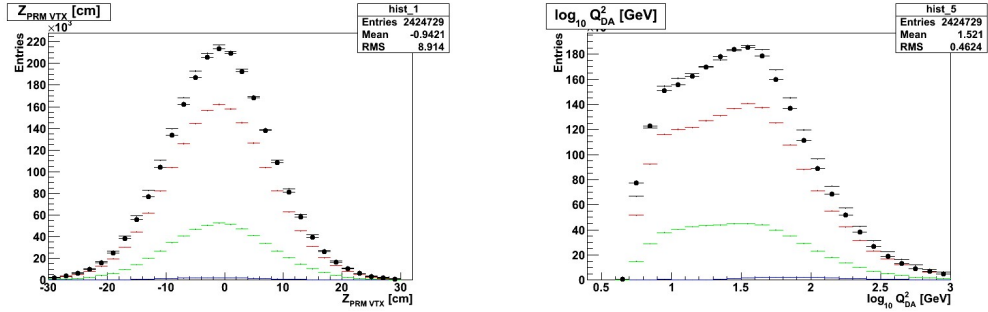 Z_PRM VTX [cm]
×10³
hist_1
Entries 2424729
Mean -0.9421
RMS 8.914
Entries
220
200
180
160
140
120
100
80
60
40
20
0
-30 -20 -10 0 10 20 30
Z_PRM VTX [cm]
log₁₀ Q²_DA [GeV]
hist_5
Entries 2424729
Mean 1.521
RMS 0.4624
Entries
180
160
140
120
100
80
60
40
20
0
0.5 1 1.5 2 2.5 3
log₁₀ Q²_DA [GeV]